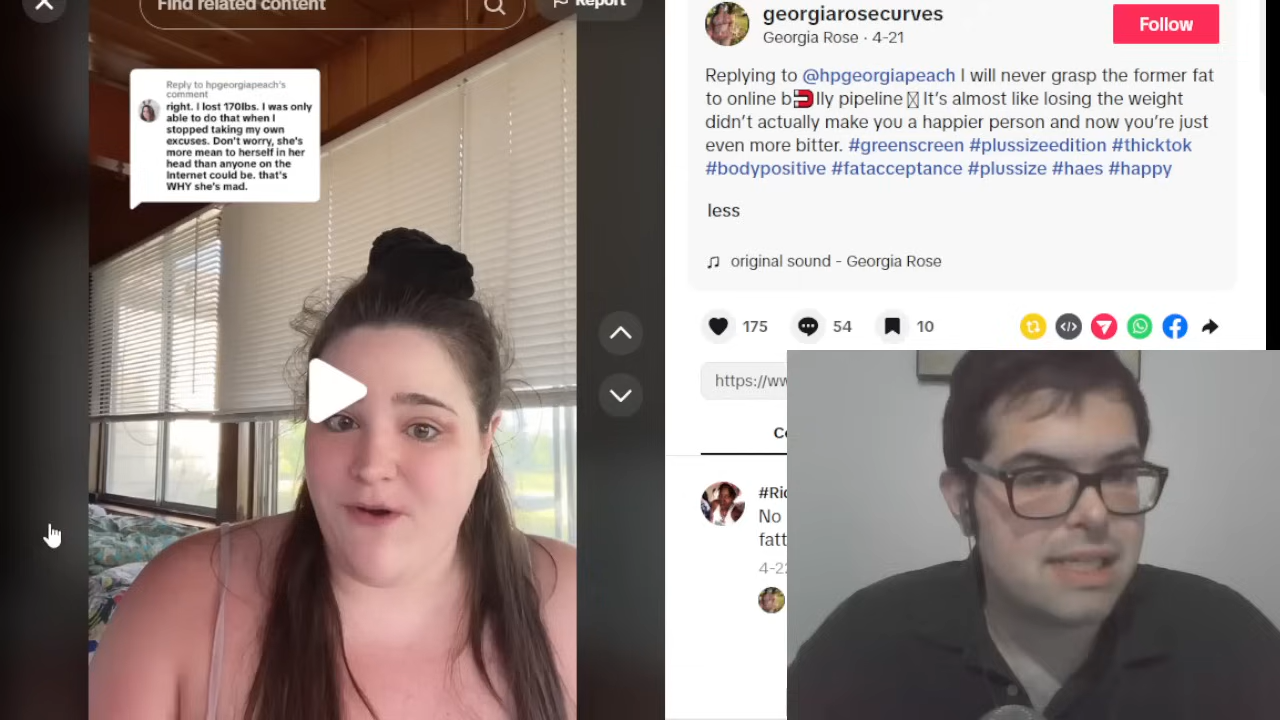 Find related content
Report
Reply to hpgeorgiapeach's
comment
right. I lost 170lbs. I was only
able to do that when I
stopped taking my own
excuses. Don't worry, she's
more mean to herself in her
head than anyone on the
Internet could be. that's
WHY she's mad.
georgiarosecurves
Georgia Rose · 4-21
Follow
Replying to @hpgeorgiapeach I will never grasp the former fat
to online b🧲lly pipeline It's almost like losing the weight
didn't actually make you a happier person and now you're just
even more bitter. #greenscreen #plussizeedition #thicktok
#bodypositive #fatacceptance #plussize #haes #happy
less
original sound - Georgia Rose
175
54
10
https://ww
No
fatt